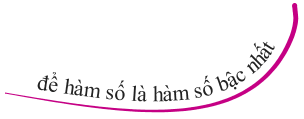 để hàm số là hàm số bậc nhất